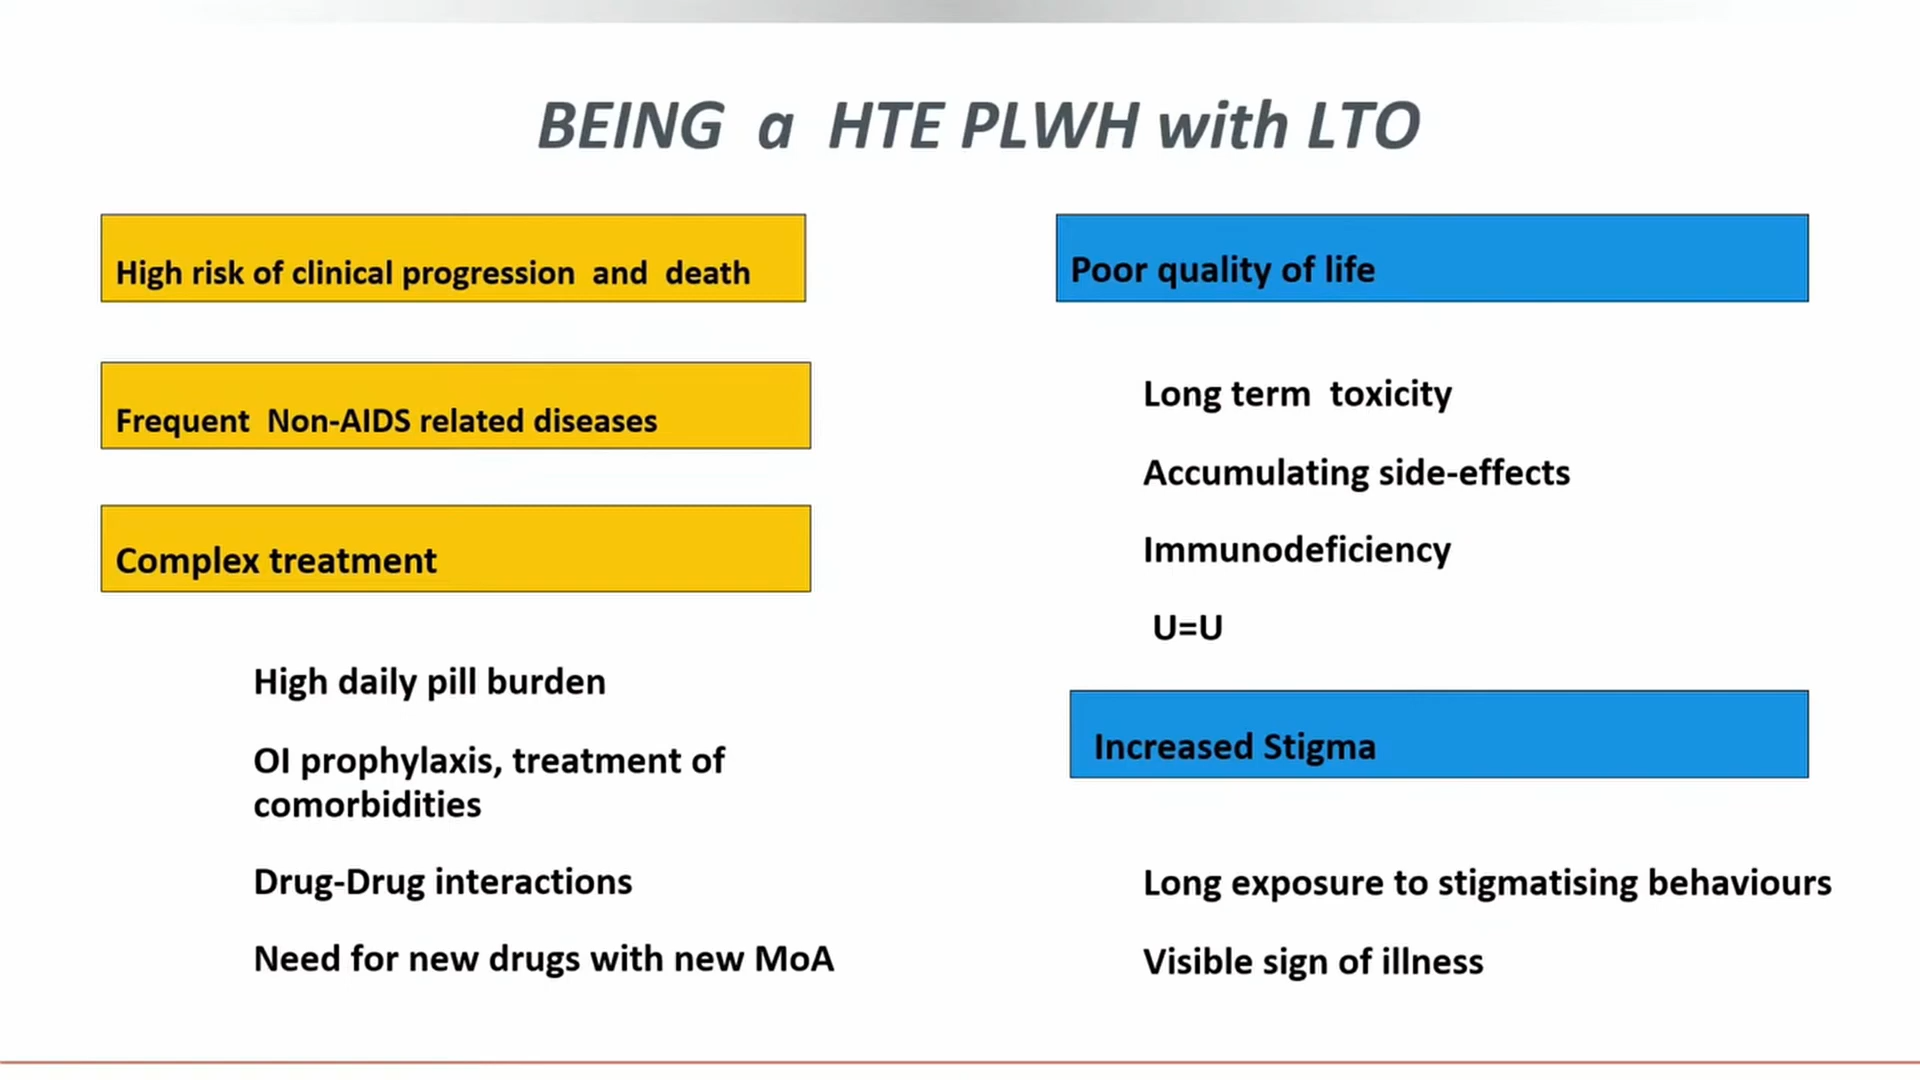 BEING a HTE PLWH with LTO
High risk of clinical progression and death
Frequent Non-AIDS related diseases
Complex treatment
High daily pill burden
OI prophylaxis, treatment of
comorbidities
Drug-Drug interactions
Need for new drugs with new MoA
Poor quality of life
Long term toxicity
Accumulating side-effects
Immunodeficiency
U=U
Increased Stigma
Long exposure to stigmatising behaviours
Visible sign of illness